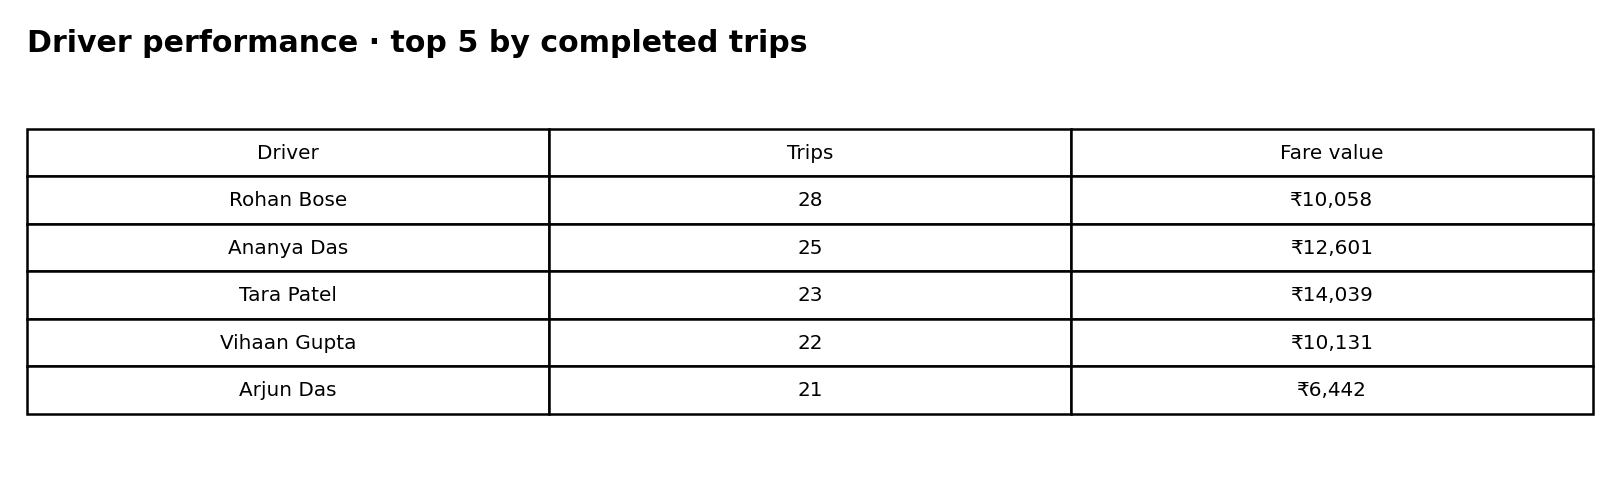 Driver performance · top 5 by completed trips
Driver Trips Fare value
Rohan Bose 28 ₹10,058
Ananya Das 25 ₹12,601
Tara Patel 23 ₹14,039
Vihaan Gupta 22 ₹10,131
Arjun Das 21 ₹6,442